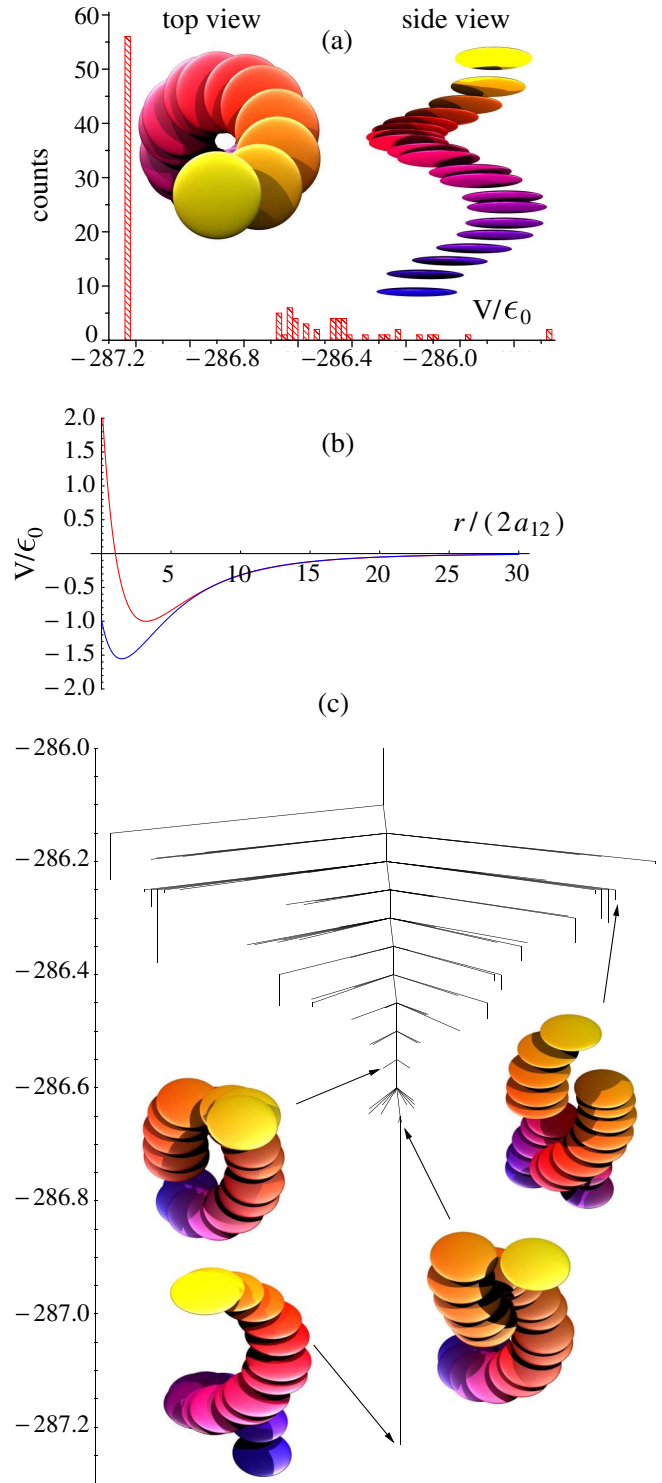 top view (a) side view
60
50
40
30
20
10
0
counts
V/ϵ₀
−287.2 −286.8 −286.4 −286.0
(b)
2.0
1.5
1.0
0.5
−0.5
−1.0
−1.5
−2.0
V/ϵ₀
r/(2a₁₂)
5 10 15 20 25 30
(c)
−286.0
−286.2
−286.4
−286.6
−286.8
−287.0
−287.2